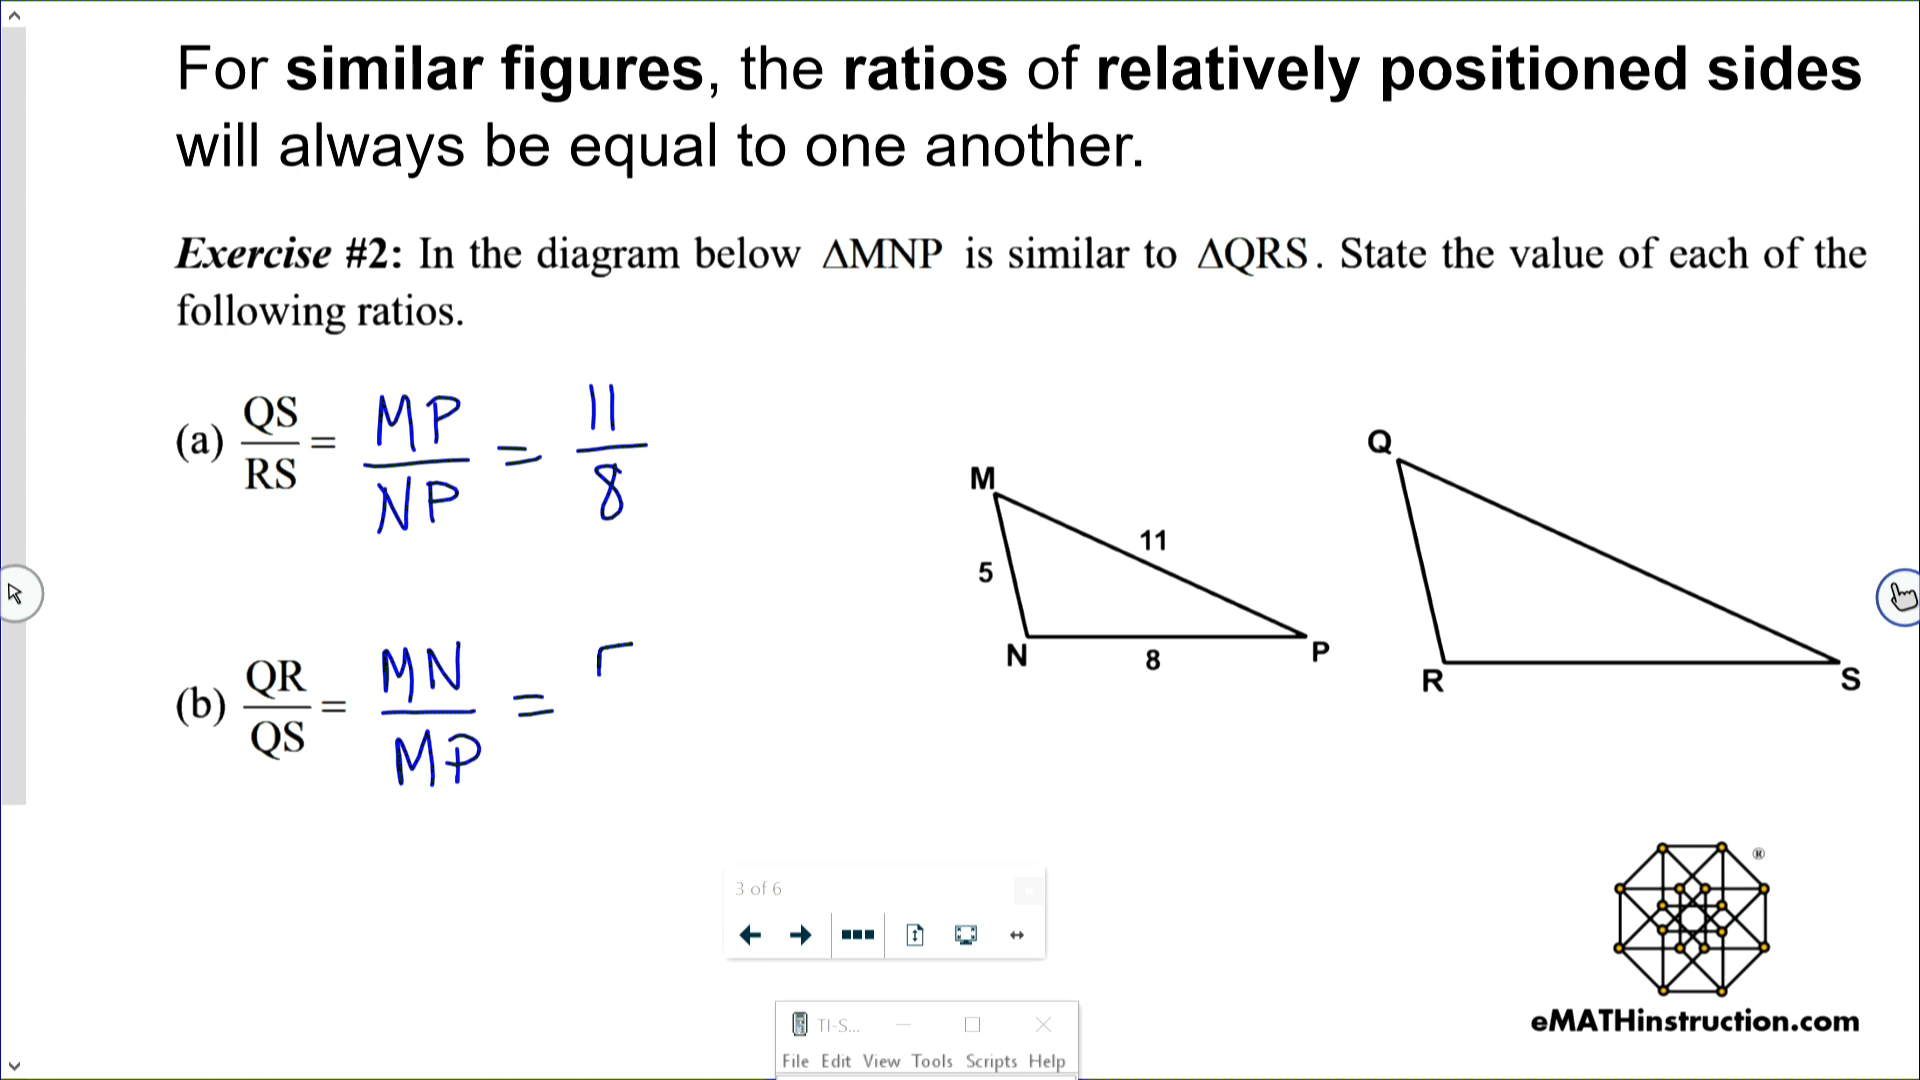 For similar figures, the ratios of relatively positioned sides
will always be equal to one another.
Exercise #2: In the diagram below ΔMNP is similar to ΔQRS. State the value of each of the
following ratios.
(a) QS/RS = MP/NP = 11/8
(b) QR/QS = MN/MP =
M
5
N
11
8
P
Q
R
S
3 of 6
TI-S...
File Edit View Tools Scripts Help
®
eMATHinstruction.com